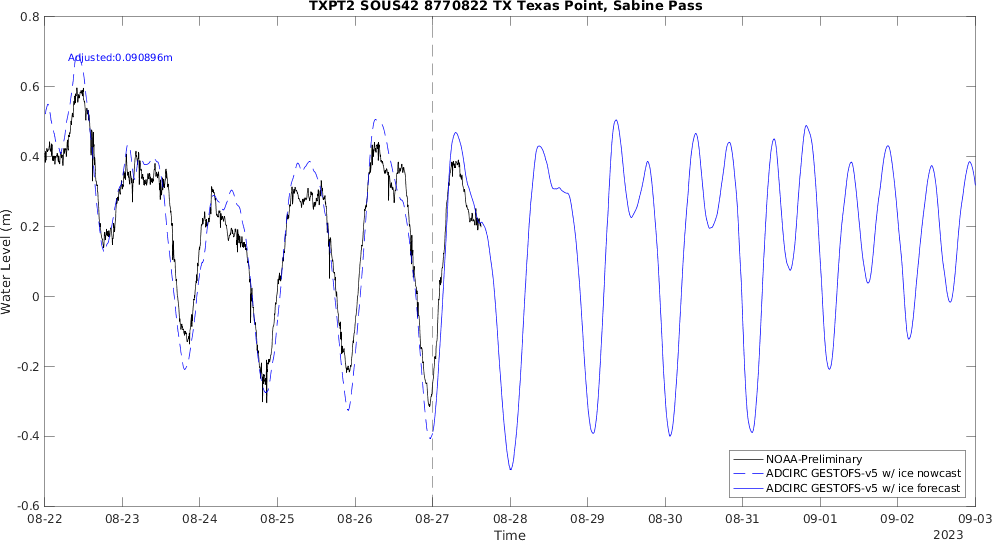 TXPT2 SOUS42 8770822 TX Texas Point, Sabine Pass
Adjusted:0.090896m
0.8
0.6
0.4
0.2
0
-0.2
-0.4
-0.6
Water Level (m)
NOAA-Preliminary
ADCIRC GESTOFS-v5 w/ ice nowcast
ADCIRC GESTOFS-v5 w/ ice forecast
08-22 08-23 08-24 08-25 08-26 08-27 08-28 08-29 08-30 08-31 09-01 09-02 09-03
Time
2023